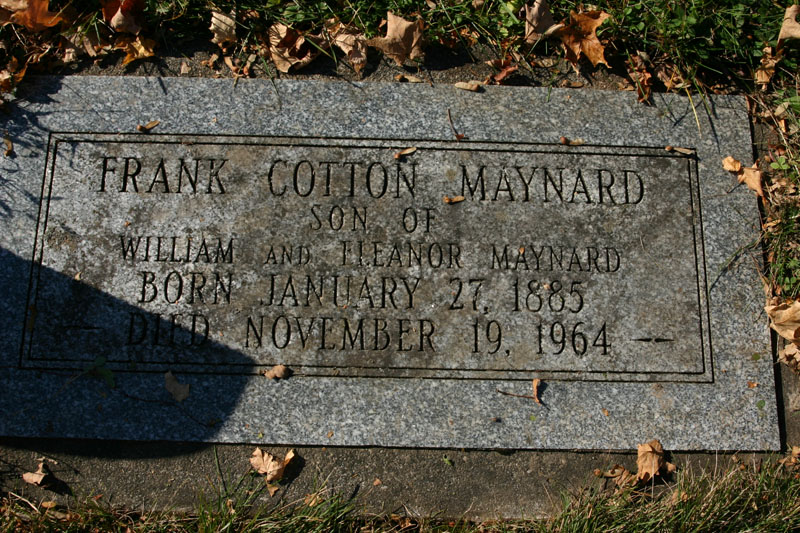 FRANK COTTON MAYNARD
SON OF
WILLIAM AND ELEANOR MAYNARD
BORN JANUARY 27, 1885
DIED NOVEMBER 19, 1964